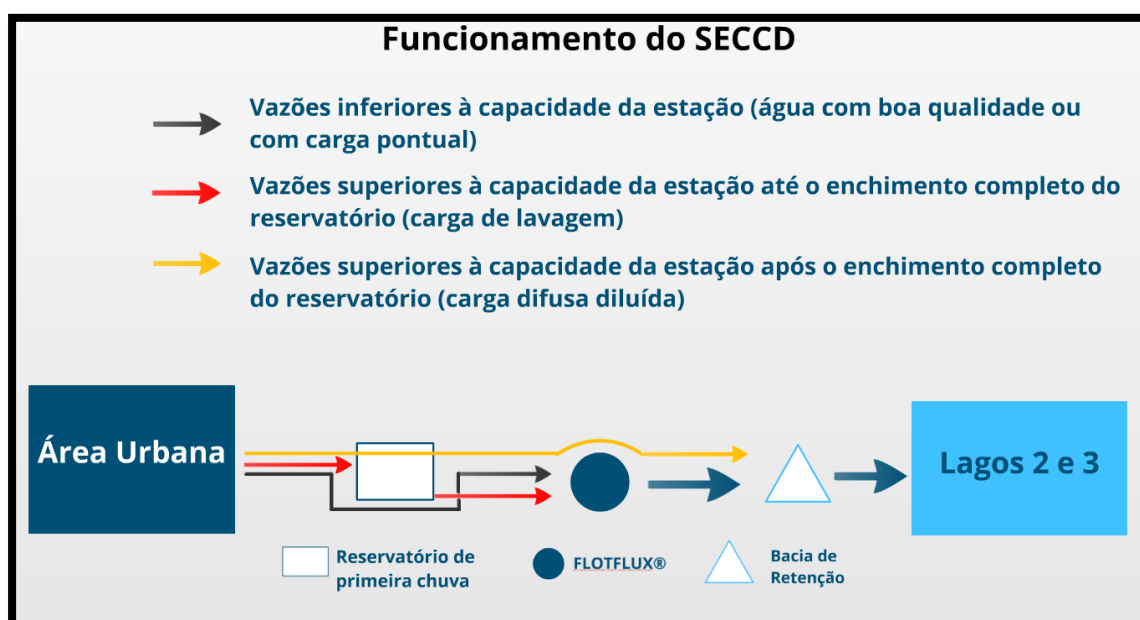 Funcionamento do SECCD
Vazões inferiores à capacidade da estação (água com boa qualidade ou
com carga pontual)
Vazões superiores à capacidade da estação até o enchimento completo do
reservatório (carga de lavagem)
Vazões superiores à capacidade da estação após o enchimento completo
do reservatório (carga difusa diluída)
Área Urbana
Lagos 2 e 3
Reservatório de
primeira chuva
FLOTFLUX®
Bacia de
Retenção